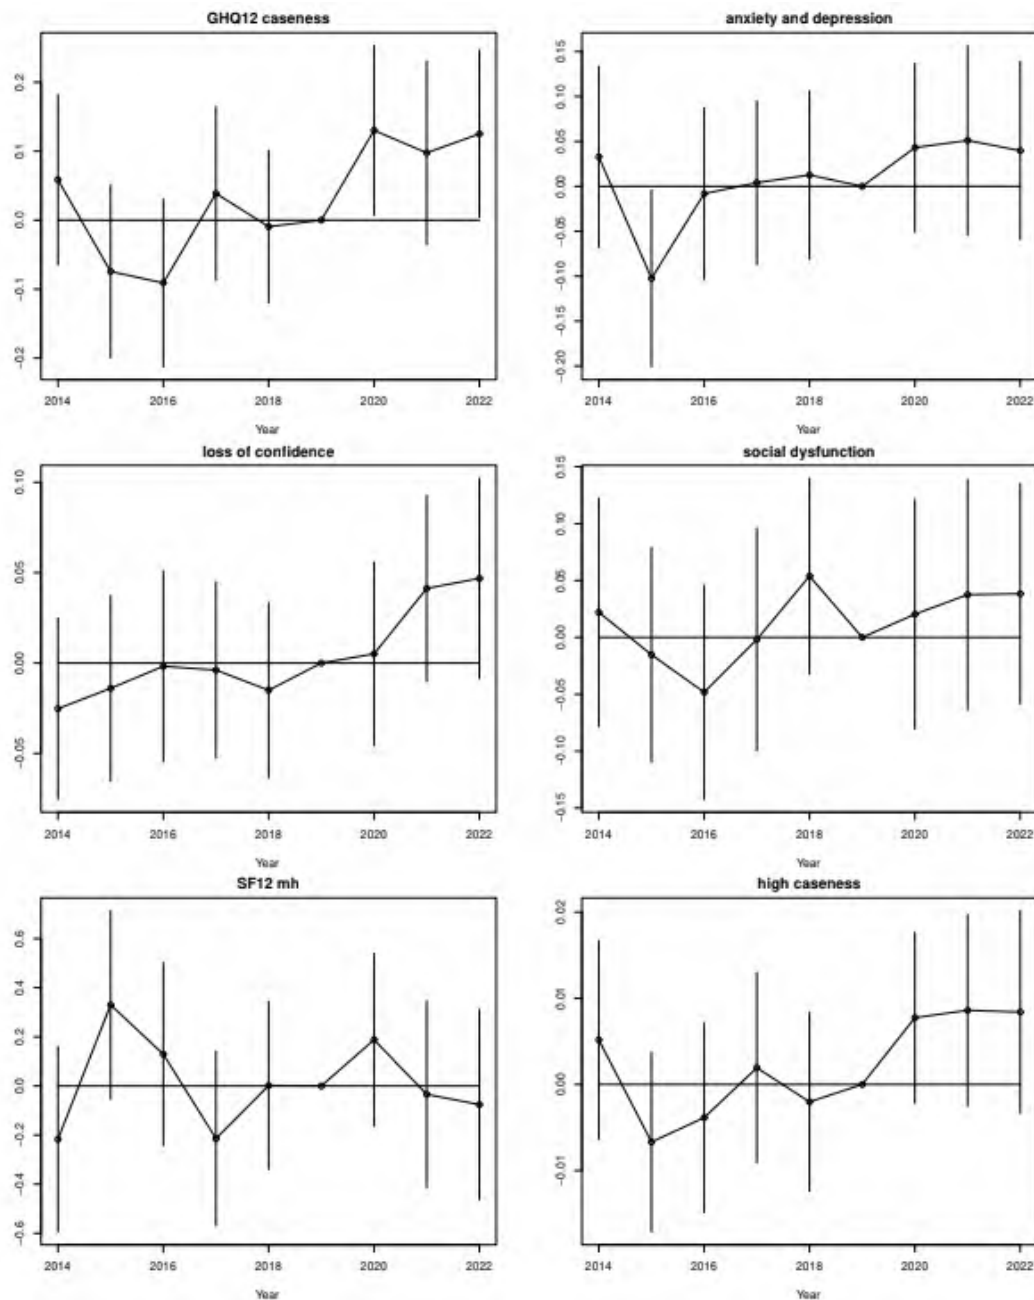 GHQ12 caseness
0.2
0.1
0.0
-0.1
-0.2
2014 2016 2018 2020 2022
Year
anxiety and depression
0.15
0.10
0.05
0.00
-0.05
-0.10
-0.15
-0.20
2014 2016 2018 2020 2022
Year
loss of confidence
0.10
0.05
0.00
-0.05
2014 2016 2018 2020 2022
Year
social dysfunction
0.15
0.10
0.05
0.00
-0.05
-0.10
-0.15
2014 2016 2018 2020 2022
Year
SF12 mh
0.6
0.4
0.2
0.0
-0.2
-0.4
-0.6
2014 2016 2018 2020 2022
Year
high caseness
0.02
0.01
0.00
-0.01
2014 2016 2018 2020 2022
Year